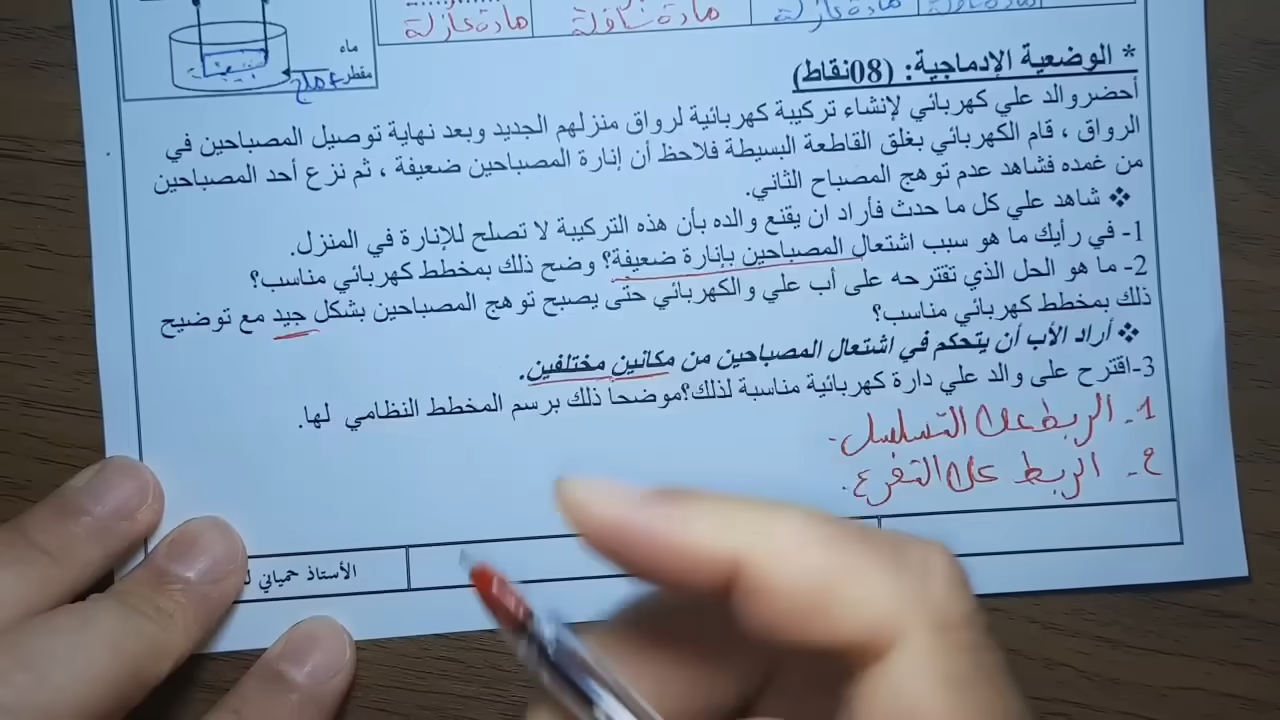 مادة عازلة مادة ناقلة مادة عازلة
ماء
مقطر + ملح
* الوضعية الإدماجية: (08نقاط)
أحضروالد علي كهربائي لإنشاء تركيبة كهربائية لرواق منزلهم الجديد وبعد نهاية توصيل المصباحين في
الرواق ، قام الكهربائي بغلق القاطعة البسيطة فلاحظ أن إنارة المصباحين ضعيفة ، ثم نزع أحد المصباحين
من غمده فشاهد عدم توهج المصباح الثاني.
❖ شاهد علي كل ما حدث فأراد ان يقنع والده بأن هذه التركيبة لا تصلح للإنارة في المنزل.
1- في رأيك ما هو سبب اشتعال المصباحين بإنارة ضعيفة؟ وضح ذلك بمخطط كهربائي مناسب؟
2- ما هو الحل الذي تقترحه على أب علي والكهربائي حتى يصبح توهج المصباحين بشكل جيد مع توضيح
ذلك بمخطط كهربائي مناسب؟
❖ أراد الأب أن يتحكم في اشتعال المصباحين من مكانين مختلفين.
3-اقترح على والد علي دارة كهربائية مناسبة لذلك؟موضحا ذلك برسم المخطط النظامي لها.
1- الربط على التسلسل.
2- الربط على التفرع.
الأستاذ حمياني